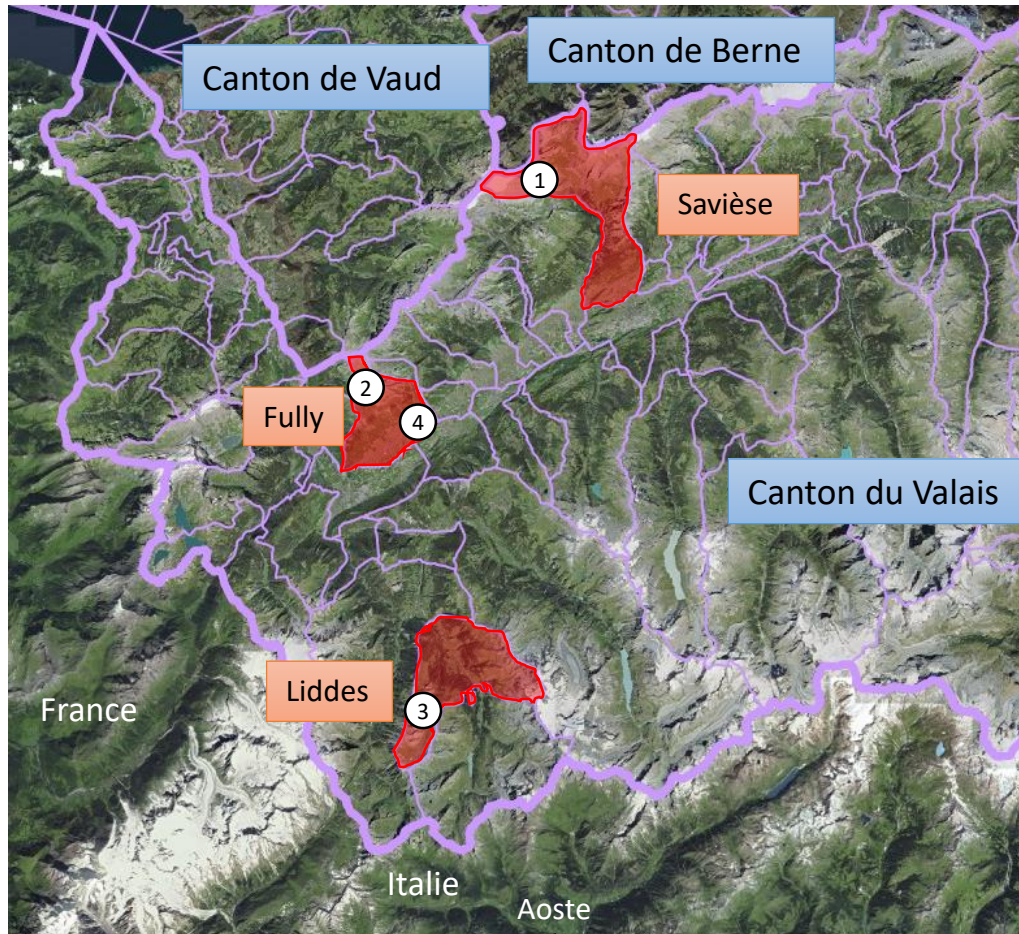 Canton de Berne
Canton de Vaud
1
Savièse
2
Fully
4
Canton du Valais
Liddes
3
France
Italie
Aoste